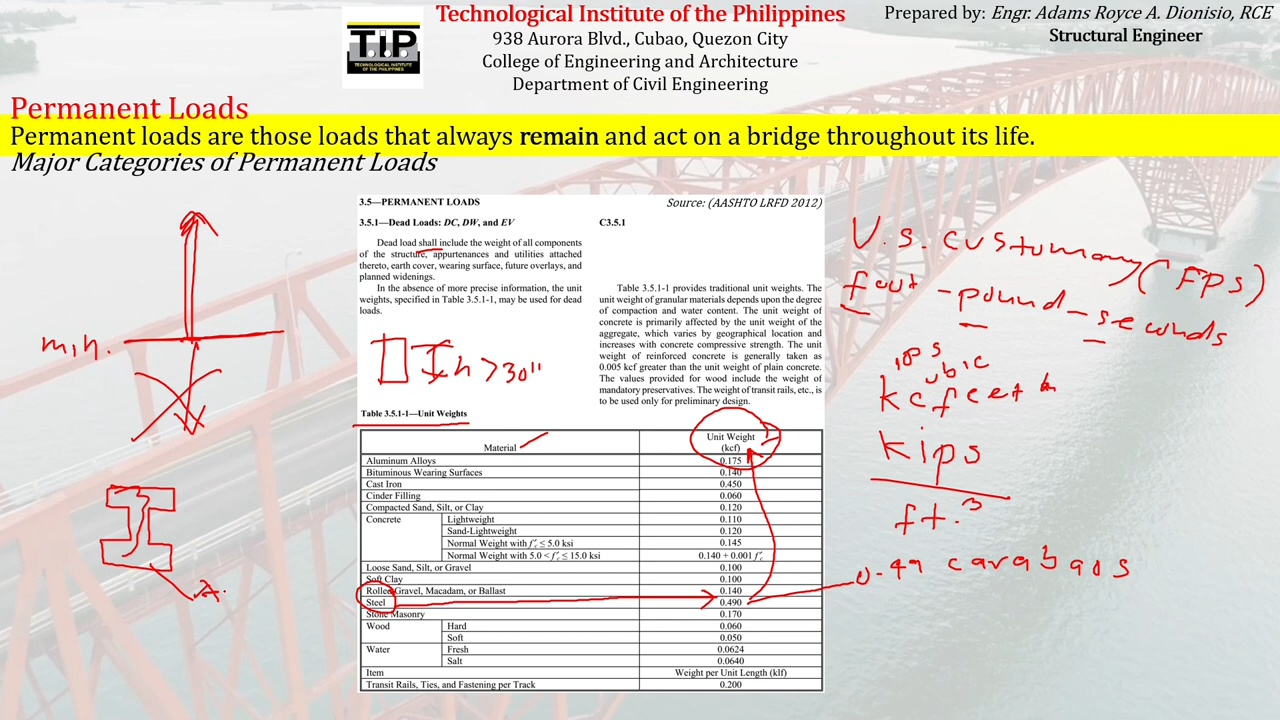 TIP
TECHNOLOGICAL INSTITUTE
OF THE PHILIPPINES
Technological Institute of the Philippines
938 Aurora Blvd., Cubao, Quezon City
College of Engineering and Architecture
Department of Civil Engineering
Prepared by: Engr. Adams Royce A. Dionisio, RCE
Structural Engineer
Permanent Loads
Permanent loads are those loads that always remain and act on a bridge throughout its life.
Major Categories of Permanent Loads
3.5—PERMANENT LOADS
Source: (AASHTO LRFD 2012)
3.5.1—Dead Loads: DC, DW, and EV
C3.5.1
Dead load shall include the weight of all components
of the structure, appurtenances and utilities attached
thereto, earth cover, wearing surface, future overlays, and
planned widenings.
In the absence of more precise information, the unit
weights, specified in Table 3.5.1-1, may be used for dead
loads.
Table 3.5.1-1 provides traditional unit weights. The
unit weight of granular materials depends upon the degree
of compaction and water content. The unit weight of
concrete is primarily affected by the unit weight of the
aggregate, which varies by geographical location and
increases with concrete compressive strength. The unit
weight of reinforced concrete is generally taken as
0.005 kcf greater than the unit weight of plain concrete.
The values provided for wood include the weight of
mandatory preservatives. The weight of transit rails, etc., is
to be used only for preliminary design.
h > 30"
Table 3.5.1-1—Unit Weights
Material Unit Weight
(kcf)
Aluminum Alloys 0.175
Bituminous Wearing Surfaces 0.140
Cast Iron 0.450
Cinder Filling 0.060
Compacted Sand, Silt, or Clay 0.120
Concrete Lightweight 0.110
Sand-Lightweight 0.120
Normal Weight with f'c ≤ 5.0 ksi 0.145
Normal Weight with 5.0 < f'c ≤ 15.0 ksi 0.140 + 0.001 f'c
Loose Sand, Silt, or Gravel 0.100
Soft Clay 0.100
Rolled Gravel, Macadam, or Ballast 0.140
Steel 0.490
Stone Masonry 0.170
Wood Hard 0.060
Soft 0.050
Water Fresh 0.0624
Salt 0.0640
Item Weight per Unit Length (klf)
Transit Rails, Ties, and Fastening per Track 0.200
min.
U.S. customary (FPS)
foot - pound - seconds
ips ubic
kcfeet
kips
ft.³
0.49 carabaos